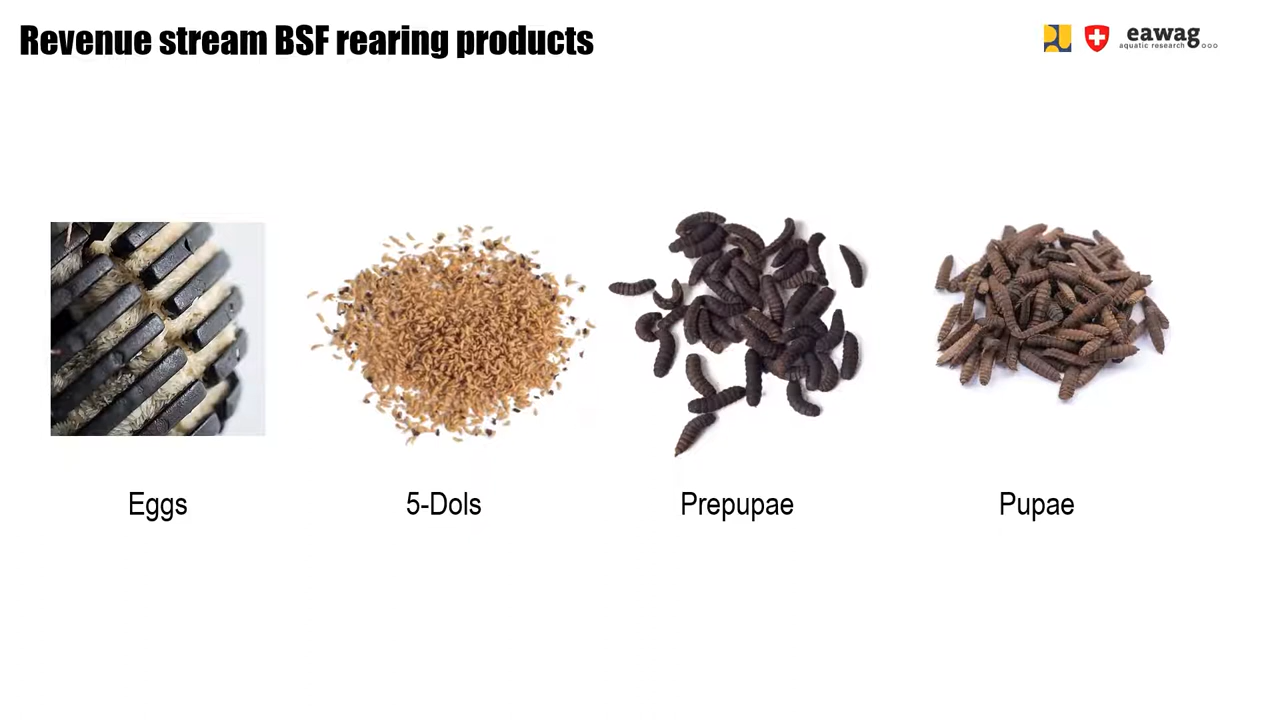 Revenue stream BSF rearing products
eawag
aquatic research
Eggs
5-Dols
Prepupae
Pupae